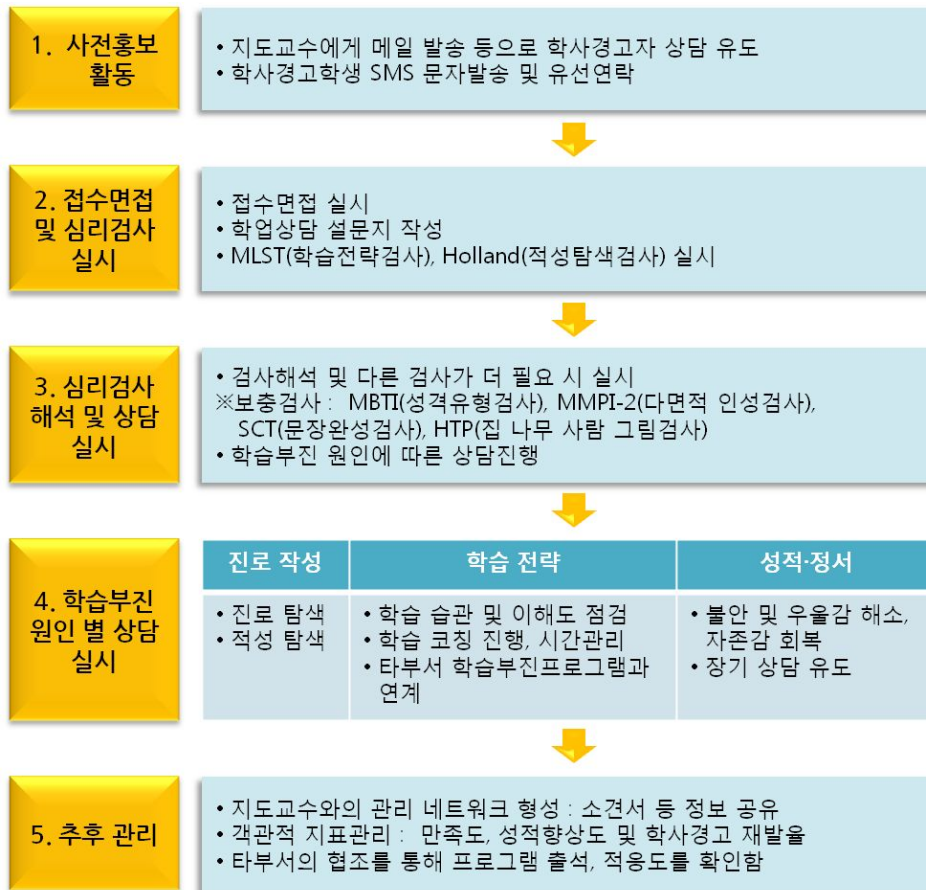 1. 사전홍보
활동
• 지도교수에게 메일 발송 등으로 학사경고자 상담 유도
• 학사경고학생 SMS 문자발송 및 유선연락
2. 접수면접
및 심리검사
실시
• 접수면접 실시
• 학업상담 설문지 작성
• MLST(학습전략검사), Holland(적성탐색검사) 실시
3. 심리검사
해석 및 상담
실시
• 검사해석 및 다른 검사가 더 필요 시 실시
※보충검사 : MBTI(성격유형검사), MMPI-2(다면적 인성검사),
SCT(문장완성검사), HTP(집 나무 사람 그림검사)
• 학습부진 원인에 따른 상담진행
4. 학습부진
원인 별 상담
실시
진로 작성
• 진로 탐색
• 적성 탐색
학습 전략
• 학습 습관 및 이해도 점검
• 학습 코칭 진행, 시간관리
• 타부서 학습부진프로그램과
연계
성적·정서
• 불안 및 우울감 해소,
자존감 회복
• 장기 상담 유도
5. 추후 관리
• 지도교수와의 관리 네트워크 형성 : 소견서 등 정보 공유
• 객관적 지표관리 : 만족도, 성적향상도 및 학사경고 재발율
• 타부서의 협조를 통해 프로그램 출석, 적응도를 확인함